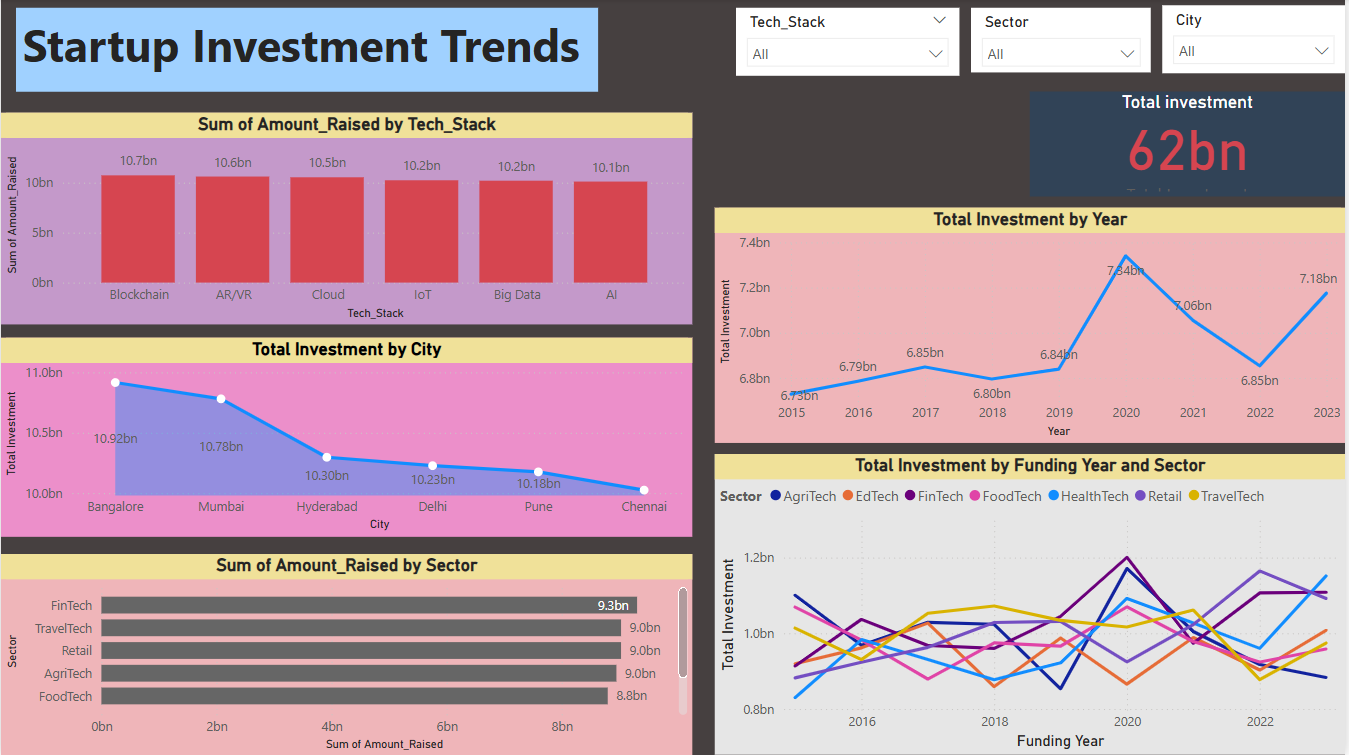 Startup Investment Trends
Tech_Stack
All
Sector
All
City
All
Total investment
62bn
Sum of Amount_Raised by Tech_Stack
Sum of Amount_Raised
10bn
5bn
0bn
10.7bn
10.6bn
10.5bn
10.2bn
10.2bn
10.1bn
Blockchain
AR/VR
Cloud
IoT
Big Data
AI
Tech_Stack
Total Investment by City
Total Investment
11.0bn
10.5bn
10.0bn
10.92bn
10.78bn
10.30bn
10.23bn
10.18bn
Bangalore
Mumbai
Hyderabad
Delhi
Pune
Chennai
City
Sum of Amount_Raised by Sector
Sector
FinTech
9.3bn
TravelTech
9.0bn
Retail
9.0bn
AgriTech
9.0bn
FoodTech
8.8bn
0bn
2bn
4bn
6bn
8bn
Sum of Amount_Raised
Total Investment by Year
Total Investment
7.4bn
7.2bn
7.0bn
6.8bn
6.73bn
6.79bn
6.85bn
6.80bn
6.84bn
7.34bn
7.06bn
6.85bn
7.18bn
2015
2016
2017
2018
2019
2020
2021
2022
2023
Year
Total Investment by Funding Year and Sector
Sector AgriTech EdTech FinTech FoodTech HealthTech Retail TravelTech
Total Investment
1.2bn
1.0bn
0.8bn
2016
2018
2020
2022
Funding Year